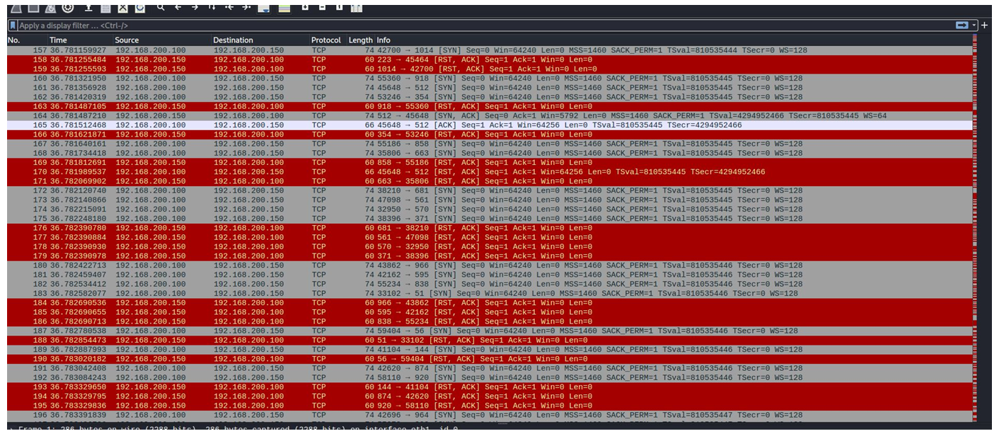 Apply a display filter ... <Ctrl-/>
No. Time Source Destination Protocol Length Info
157 36.781159927 192.168.200.100 192.168.200.150 TCP 74 42700 → 1014 [SYN] Seq=0 Win=64240 Len=0 MSS=1460 SACK_PERM=1 TSval=810535444 TSecr=0 WS=128
158 36.781255484 192.168.200.150 192.168.200.100 TCP 60 223 → 45464 [RST, ACK] Seq=1 Ack=1 Win=0 Len=0
159 36.781255593 192.168.200.150 192.168.200.100 TCP 60 1014 → 42700 [RST, ACK] Seq=1 Ack=1 Win=0 Len=0
160 36.781321950 192.168.200.100 192.168.200.150 TCP 74 55360 → 918 [SYN] Seq=0 Win=64240 Len=0 MSS=1460 SACK_PERM=1 TSval=810535445 TSecr=0 WS=128
161 36.781356928 192.168.200.100 192.168.200.150 TCP 74 45648 → 512 [SYN] Seq=0 Win=64240 Len=0 MSS=1460 SACK_PERM=1 TSval=810535445 TSecr=0 WS=128
162 36.781420319 192.168.200.100 192.168.200.150 TCP 74 53246 → 354 [SYN] Seq=0 Win=64240 Len=0 MSS=1460 SACK_PERM=1 TSval=810535445 TSecr=0 WS=128
163 36.781487105 192.168.200.150 192.168.200.100 TCP 60 918 → 55360 [RST, ACK] Seq=1 Ack=1 Win=0 Len=0
164 36.781487210 192.168.200.150 192.168.200.100 TCP 74 512 → 45648 [SYN, ACK] Seq=0 Ack=1 Win=5792 Len=0 MSS=1460 SACK_PERM=1 TSval=4294952466 TSecr=810535445 WS=64
165 36.781512468 192.168.200.100 192.168.200.150 TCP 66 45648 → 512 [ACK] Seq=1 Ack=1 Win=64256 Len=0 TSval=810535445 TSecr=4294952466
166 36.781621871 192.168.200.150 192.168.200.100 TCP 60 354 → 53246 [RST, ACK] Seq=1 Ack=1 Win=0 Len=0
167 36.781640161 192.168.200.100 192.168.200.150 TCP 74 55186 → 858 [SYN] Seq=0 Win=64240 Len=0 MSS=1460 SACK_PERM=1 TSval=810535445 TSecr=0 WS=128
168 36.781734418 192.168.200.100 192.168.200.150 TCP 74 35806 → 663 [SYN] Seq=0 Win=64240 Len=0 MSS=1460 SACK_PERM=1 TSval=810535445 TSecr=0 WS=128
169 36.781812691 192.168.200.150 192.168.200.100 TCP 60 858 → 55186 [RST, ACK] Seq=1 Ack=1 Win=0 Len=0
170 36.781989537 192.168.200.100 192.168.200.150 TCP 66 45648 → 512 [RST, ACK] Seq=1 Ack=1 Win=64256 Len=0 TSval=810535445 TSecr=4294952466
171 36.782069902 192.168.200.150 192.168.200.100 TCP 60 663 → 35806 [RST, ACK] Seq=1 Ack=1 Win=0 Len=0
172 36.782120740 192.168.200.100 192.168.200.150 TCP 74 38210 → 681 [SYN] Seq=0 Win=64240 Len=0 MSS=1460 SACK_PERM=1 TSval=810535445 TSecr=0 WS=128
173 36.782140866 192.168.200.100 192.168.200.150 TCP 74 47098 → 561 [SYN] Seq=0 Win=64240 Len=0 MSS=1460 SACK_PERM=1 TSval=810535445 TSecr=0 WS=128
174 36.782215091 192.168.200.100 192.168.200.150 TCP 74 32950 → 570 [SYN] Seq=0 Win=64240 Len=0 MSS=1460 SACK_PERM=1 TSval=810535445 TSecr=0 WS=128
175 36.782248180 192.168.200.100 192.168.200.150 TCP 74 38396 → 371 [SYN] Seq=0 Win=64240 Len=0 MSS=1460 SACK_PERM=1 TSval=810535445 TSecr=0 WS=128
176 36.782390780 192.168.200.150 192.168.200.100 TCP 60 681 → 38210 [RST, ACK] Seq=1 Ack=1 Win=0 Len=0
177 36.782390884 192.168.200.150 192.168.200.100 TCP 60 561 → 47098 [RST, ACK] Seq=1 Ack=1 Win=0 Len=0
178 36.782390930 192.168.200.150 192.168.200.100 TCP 60 570 → 32950 [RST, ACK] Seq=1 Ack=1 Win=0 Len=0
179 36.782390978 192.168.200.150 192.168.200.100 TCP 60 371 → 38396 [RST, ACK] Seq=1 Ack=1 Win=0 Len=0
180 36.782422713 192.168.200.100 192.168.200.150 TCP 74 43862 → 966 [SYN] Seq=0 Win=64240 Len=0 MSS=1460 SACK_PERM=1 TSval=810535446 TSecr=0 WS=128
181 36.782459407 192.168.200.100 192.168.200.150 TCP 74 42162 → 595 [SYN] Seq=0 Win=64240 Len=0 MSS=1460 SACK_PERM=1 TSval=810535446 TSecr=0 WS=128
182 36.782534412 192.168.200.100 192.168.200.150 TCP 74 55234 → 838 [SYN] Seq=0 Win=64240 Len=0 MSS=1460 SACK_PERM=1 TSval=810535446 TSecr=0 WS=128
183 36.782582077 192.168.200.100 192.168.200.150 TCP 74 33102 → 51 [SYN] Seq=0 Win=64240 Len=0 MSS=1460 SACK_PERM=1 TSval=810535446 TSecr=0 WS=128
184 36.782690536 192.168.200.150 192.168.200.100 TCP 60 966 → 43862 [RST, ACK] Seq=1 Ack=1 Win=0 Len=0
185 36.782690655 192.168.200.150 192.168.200.100 TCP 60 595 → 42162 [RST, ACK] Seq=1 Ack=1 Win=0 Len=0
186 36.782690713 192.168.200.150 192.168.200.100 TCP 60 838 → 55234 [RST, ACK] Seq=1 Ack=1 Win=0 Len=0
187 36.782780538 192.168.200.100 192.168.200.150 TCP 74 59404 → 56 [SYN] Seq=0 Win=64240 Len=0 MSS=1460 SACK_PERM=1 TSval=810535446 TSecr=0 WS=128
188 36.782854473 192.168.200.150 192.168.200.100 TCP 60 51 → 33102 [RST, ACK] Seq=1 Ack=1 Win=0 Len=0
189 36.782887993 192.168.200.100 192.168.200.150 TCP 74 41104 → 144 [SYN] Seq=0 Win=64240 Len=0 MSS=1460 SACK_PERM=1 TSval=810535446 TSecr=0 WS=128
190 36.783020182 192.168.200.150 192.168.200.100 TCP 60 56 → 59404 [RST, ACK] Seq=1 Ack=1 Win=0 Len=0
191 36.783042408 192.168.200.100 192.168.200.150 TCP 74 42620 → 874 [SYN] Seq=0 Win=64240 Len=0 MSS=1460 SACK_PERM=1 TSval=810535446 TSecr=0 WS=128
192 36.783084243 192.168.200.100 192.168.200.150 TCP 74 58110 → 920 [SYN] Seq=0 Win=64240 Len=0 MSS=1460 SACK_PERM=1 TSval=810535446 TSecr=0 WS=128
193 36.783329650 192.168.200.150 192.168.200.100 TCP 60 144 → 41104 [RST, ACK] Seq=1 Ack=1 Win=0 Len=0
194 36.783329795 192.168.200.150 192.168.200.100 TCP 60 874 → 42620 [RST, ACK] Seq=1 Ack=1 Win=0 Len=0
195 36.783329836 192.168.200.150 192.168.200.100 TCP 60 920 → 58110 [RST, ACK] Seq=1 Ack=1 Win=0 Len=0
196 36.783391839 192.168.200.100 192.168.200.150 TCP 74 42696 → 964 [SYN] Seq=0 Win=64240 Len=0 MSS=1460 SACK_PERM=1 TSval=810535447 TSecr=0 WS=128
Frame 1: 286 bytes on wire (2288 bits), 286 bytes captured (2288 bits) on interface eth1, id 0